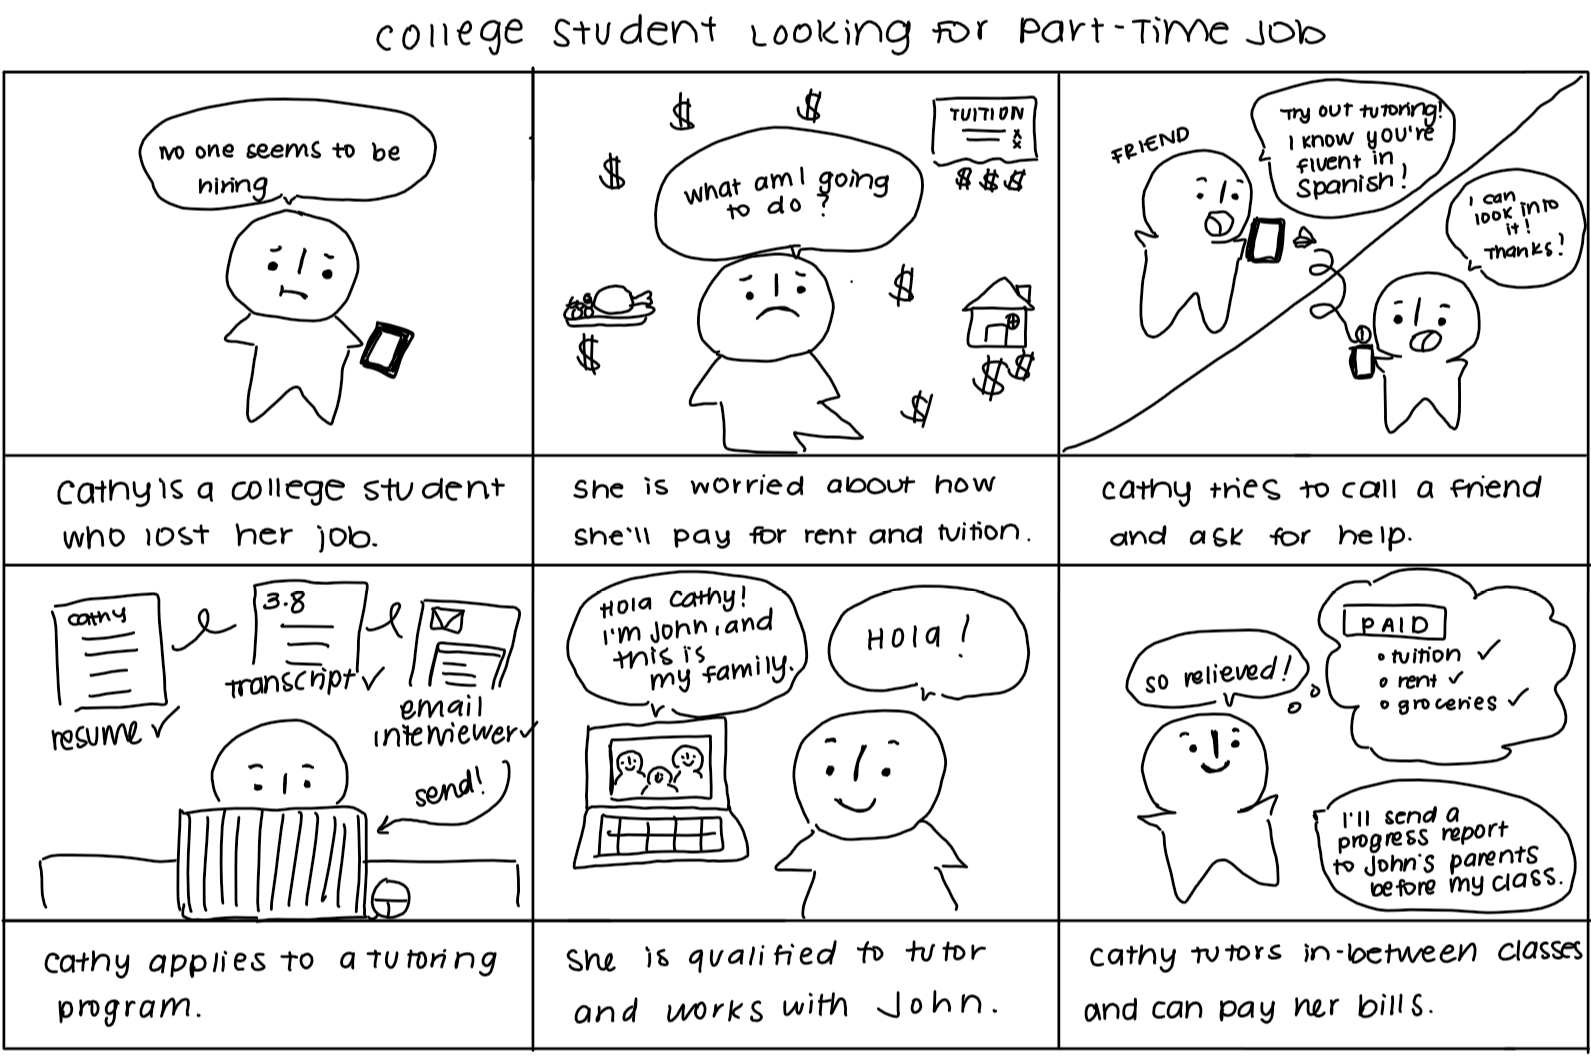 College Student Looking for Part-Time Job
No one seems to be
hiring
What am I going
to do?
TUITION
$$$
FRIEND
Try out tutoring!
I know you're
fluent in
Spanish!
I can
look into
it!
Thanks!
Cathy is a college student
who lost her job.
She is worried about how
she'll pay for rent and tuition.
Cathy tries to call a friend
and ask for help.
Cathy
resume ✓
3.8
transcript ✓
email
interviewer ✓
send!
Hola Cathy!
I'm John, and
this is
my family.
Hola!
So relieved!
PAID
• tuition ✓
• rent ✓
• groceries ✓
I'll send a
progress report
to John's parents
before my class.
Cathy applies to a tutoring
program.
She is qualified to tutor
and works with John.
Cathy tutors in-between classes
and can pay her bills.